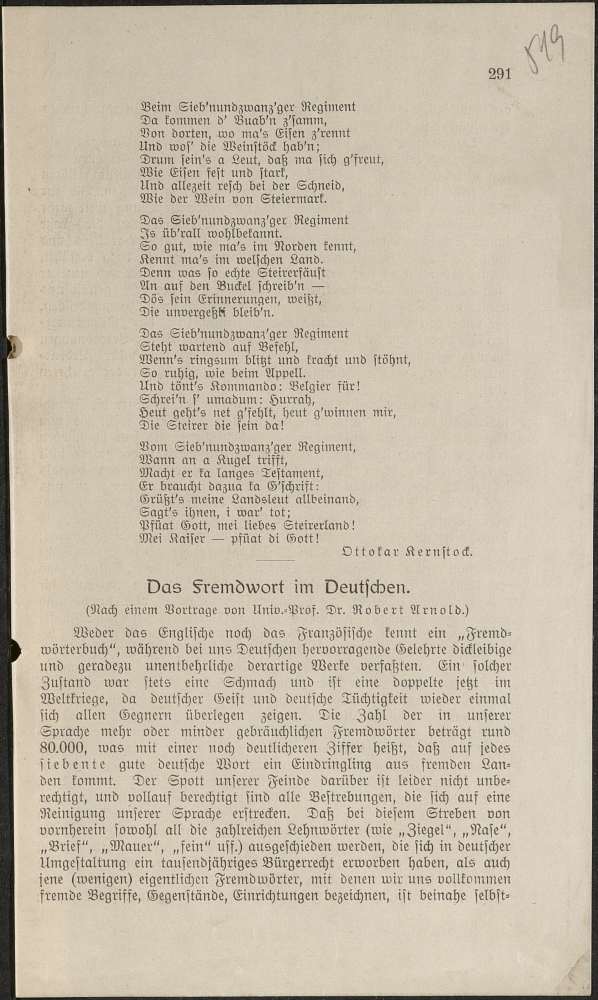 519
291
Beim Sieb'nundzwanz'ger Regiment
Da kommen d' Buab'n z'samm,
Von dorten, wo ma's Eisen z'rennt
Und wos' die Weinstöck hab'n;
Drum sein's a Leut, daß ma sich g'freut,
Wie Eisen fest und stark,
Und allezeit resch bei der Schneid,
Wie der Wein von Steiermark.
Das Sieb'nundzwanz'ger Regiment
Is üb'rall wohlbekannt.
So gut, wie ma's im Norden kennt,
Kennt ma's im welschen Land.
Denn was so echte Steirerfäust
An auf den Buckel schreib'n —
Dös sein Erinnerungen, weißt,
Die unvergeßli bleib'n.
Das Sieb'nundzwanz'ger Regiment
Steht wartend auf Befehl,
Wenn's ringsum blitzt und kracht und stöhnt,
So ruhig, wie beim Appell.
Und tönt's Kommando: Belgier für!
Schrei'n s' umadum: Hurrah,
Heut geht's net g'fehlt, heut g'winnen mir,
Die Steirer die sein da!
Vom Sieb'nundzwanz'ger Regiment,
Wann an a Kugel trifft,
Macht er ka langes Testament,
Er braucht dazua ka G'schrift:
Grüßt's meine Landsleut allbeinand,
Sagt's ihnen, i war' tot;
Pfüat Gott, mei liebes Steirerland!
Mei Kaiser — pfüat di Gott!
Ottokar Kernstock.
Das Fremdwort im Deutschen.
(Nach einem Vortrage von Univ.-Prof. Dr. Robert Arnold.)
Weder das Englische noch das Französische kennt ein „Fremd-
wörterbuch“, während bei uns Deutschen hervorragende Gelehrte dickleibige
und geradezu unentbehrliche derartige Werke verfaßten. Ein solcher
Zustand war stets eine Schmach und ist eine doppelte jetzt im
Weltkriege, da deutscher Geist und deutsche Tüchtigkeit wieder einmal
sich allen Gegnern überlegen zeigen. Die Zahl der in unserer
Sprache mehr oder minder gebräuchlichen Fremdwörter beträgt rund
80.000, was mit einer noch deutlicheren Ziffer heißt, daß auf jedes
siebente gute deutsche Wort ein Eindringling aus fremden Lan-
den kommt. Der Spott unserer Feinde darüber ist leider nicht unbe-
rechtigt, und vollauf berechtigt sind alle Bestrebungen, die sich auf eine
Reinigung unserer Sprache erstrecken. Daß bei diesem Streben von
vornherein sowohl all die zahlreichen Lehnwörter (wie „Ziegel“, „Nase“,
„Brief“, „Mauer“, „fein“ usf.) ausgeschieden werden, die sich in deutscher
Umgestaltung ein tausendjähriges Bürgerrecht erworben haben, als auch
jene (wenigen) eigentlichen Fremdwörter, mit denen wir uns vollkommen
fremde Begriffe, Gegenstände, Einrichtungen bezeichnen, ist beinahe selbst-